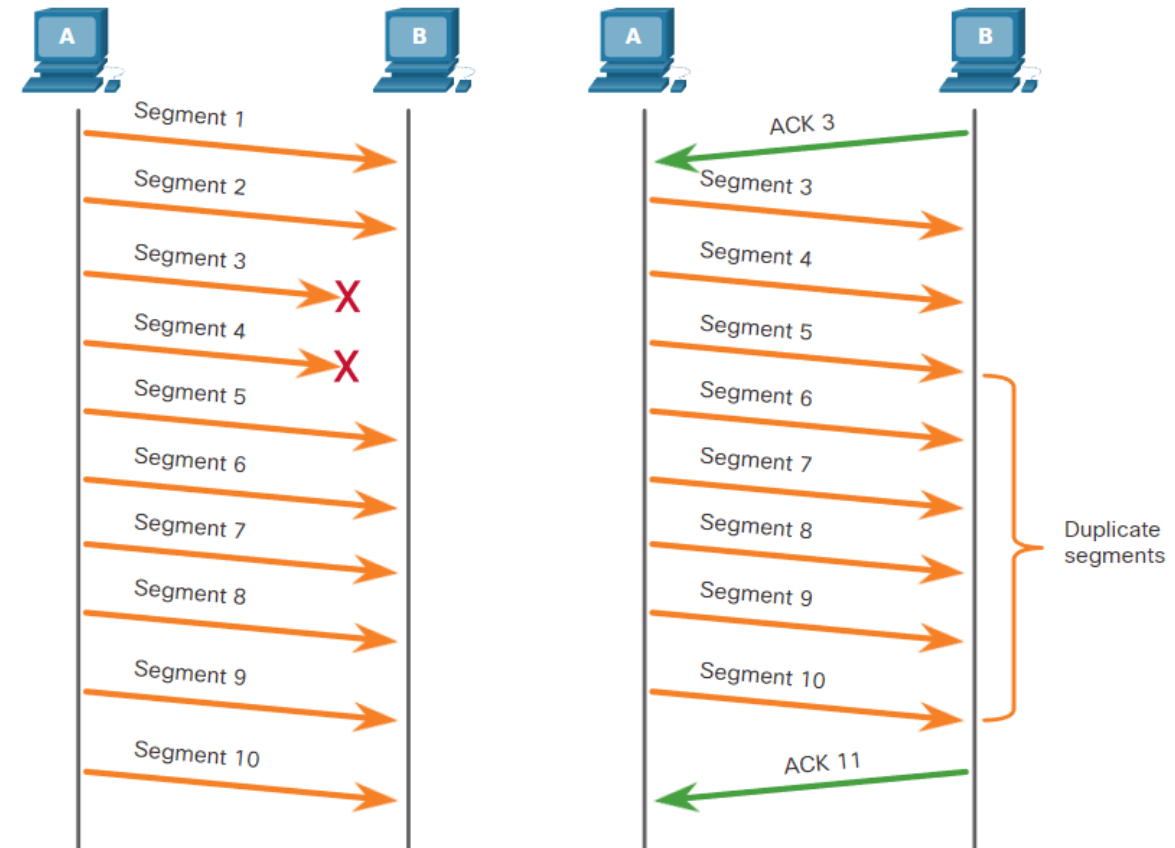 A
B
Segment 1
Segment 2
Segment 3
X
Segment 4
X
Segment 5
Segment 6
Segment 7
Segment 8
Segment 9
Segment 10
A
B
ACK 3
Segment 3
Segment 4
Segment 5
Segment 6
Segment 7
Segment 8
Segment 9
Segment 10
ACK 11
Duplicate
segments